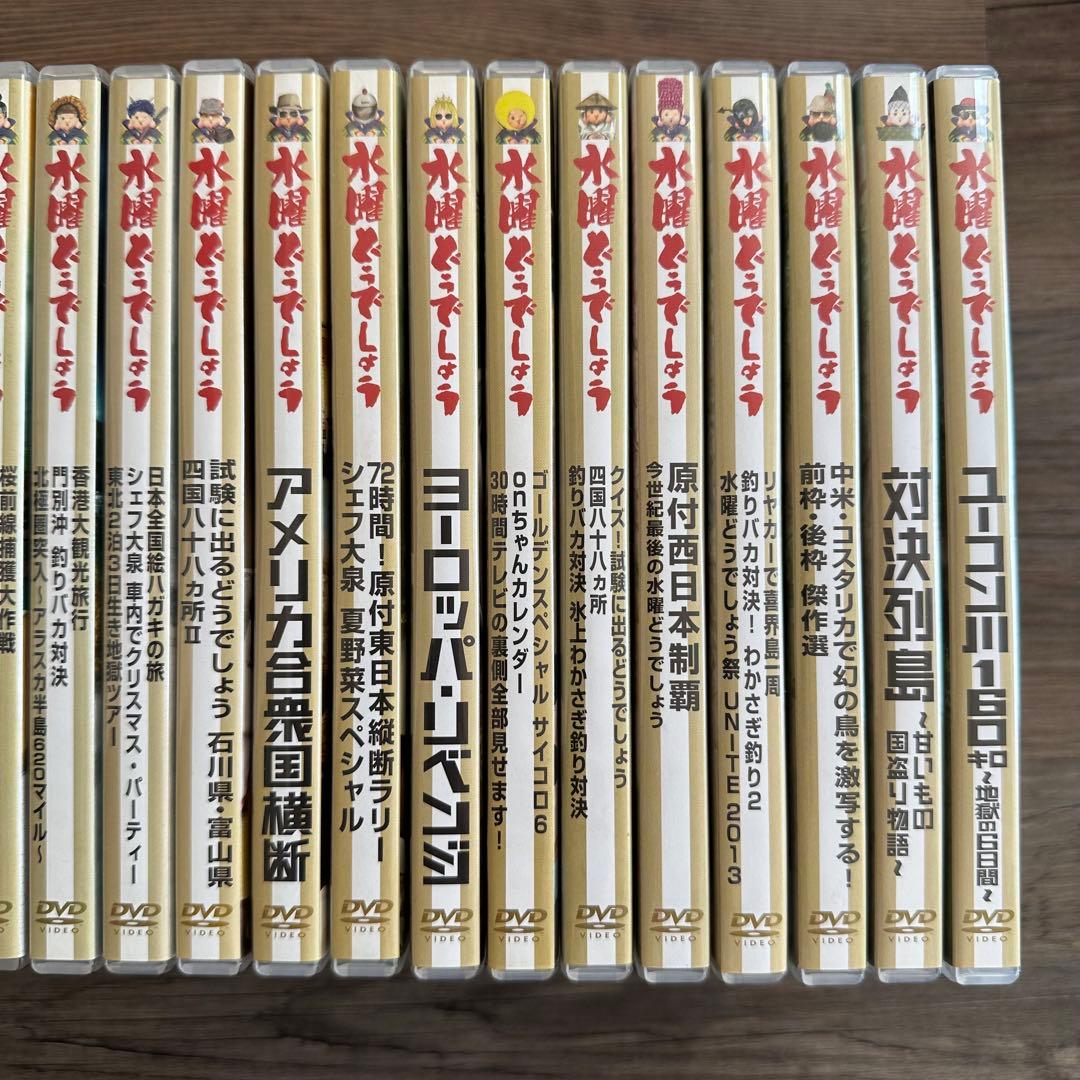 水曜どうでしょう
桜前線捕獲大作戦
水曜どうでしょう
香港大観光旅行
門別沖 釣りバカ対決
北極圏突入~アラスカ半島620マイル~
DVD
VIDEO
水曜どうでしょう
日本全国絵ハガキの旅
シェフ大泉 車内でクリスマス・パーティー
東北2泊3日生き地獄ツアー
DVD
VIDEO
水曜どうでしょう
試験に出るどうでしょう 石川県・富山県
四国八十八ヵ所II
DVD
VIDEO
水曜どうでしょう
アメリカ合衆国横断
DVD
VIDEO
水曜どうでしょう
72時間!原付東日本縦断ラリー
シェフ大泉 夏野菜スペシャル
DVD
VIDEO
水曜どうでしょう
ヨーロッパ・リベンジ
DVD
VIDEO
水曜どうでしょう
ゴールデンスペシャル サイコロ6
onちゃんカレンダー
30時間テレビの裏側全部見せます!
DVD
VIDEO
水曜どうでしょう
クイズ!試験に出るどうでしょう
四国八十八ヵ所
釣りバカ対決 氷上わかさぎ釣り対決
DVD
VIDEO
水曜どうでしょう
原付西日本制覇
今世紀最後の水曜どうでしょう
DVD
VIDEO
水曜どうでしょう
リヤカーで喜界島一周
釣りバカ対決!わかさぎ釣り2
水曜どうでしょう祭 UNITE 2013
DVD
VIDEO
水曜どうでしょう
中米・コスタリカで幻の鳥を激写する!
前枠・後枠 傑作選
DVD
VIDEO
水曜どうでしょう
対決列島
~甘いもの
国盗り物語~
DVD
VIDEO
水曜どうでしょう
ユーコン川160キロ
~地獄の6日間~
DVD
VIDEO